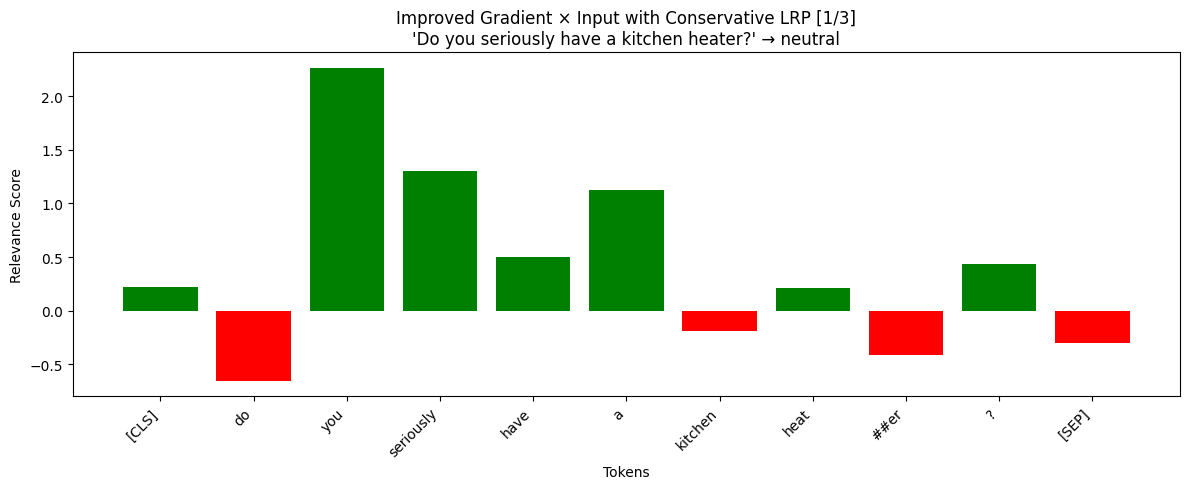 Improved Gradient × Input with Conservative LRP [1/3]
'Do you seriously have a kitchen heater?' → neutral
Relevance Score
2.0
1.5
1.0
0.5
0.0
−0.5
[CLS]
do
you
seriously
have
a
kitchen
heat
##er
?
[SEP]
Tokens